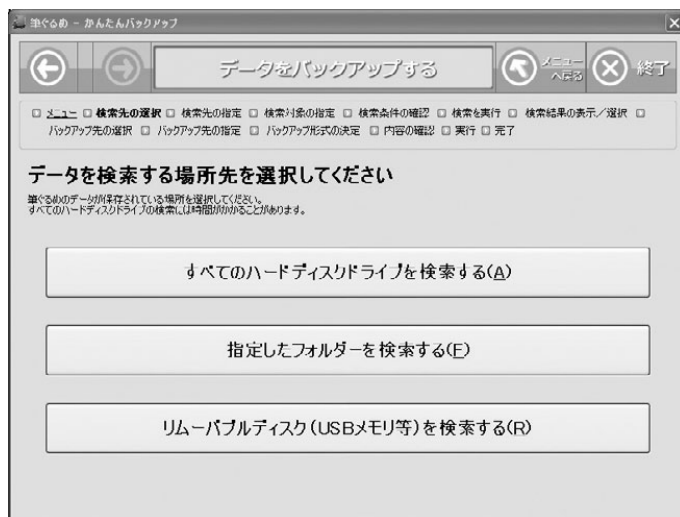 筆ぐるめ - かんたんバックアップ
データをバックアップする
メニューへ戻る
終了
□ メニュー □ 検索先の選択 □ 検索先の指定 □ 検索対象の指定 □ 検索条件の確認 □ 検索を実行 □ 検索結果の表示／選択 □
バックアップ先の選択 □ バックアップ先の指定 □ バックアップ形式の決定 □ 内容の確認 □ 実行 □ 完了
データを検索する場所先を選択してください
筆ぐるめのデータが保存されている場所を選択してください。
すべてのハードディスクドライブの検索には時間がかかることがあります。
すべてのハードディスクドライブを検索する(A)
指定したフォルダーを検索する(F)
リムーバブルディスク(USBメモリ等)を検索する(R)